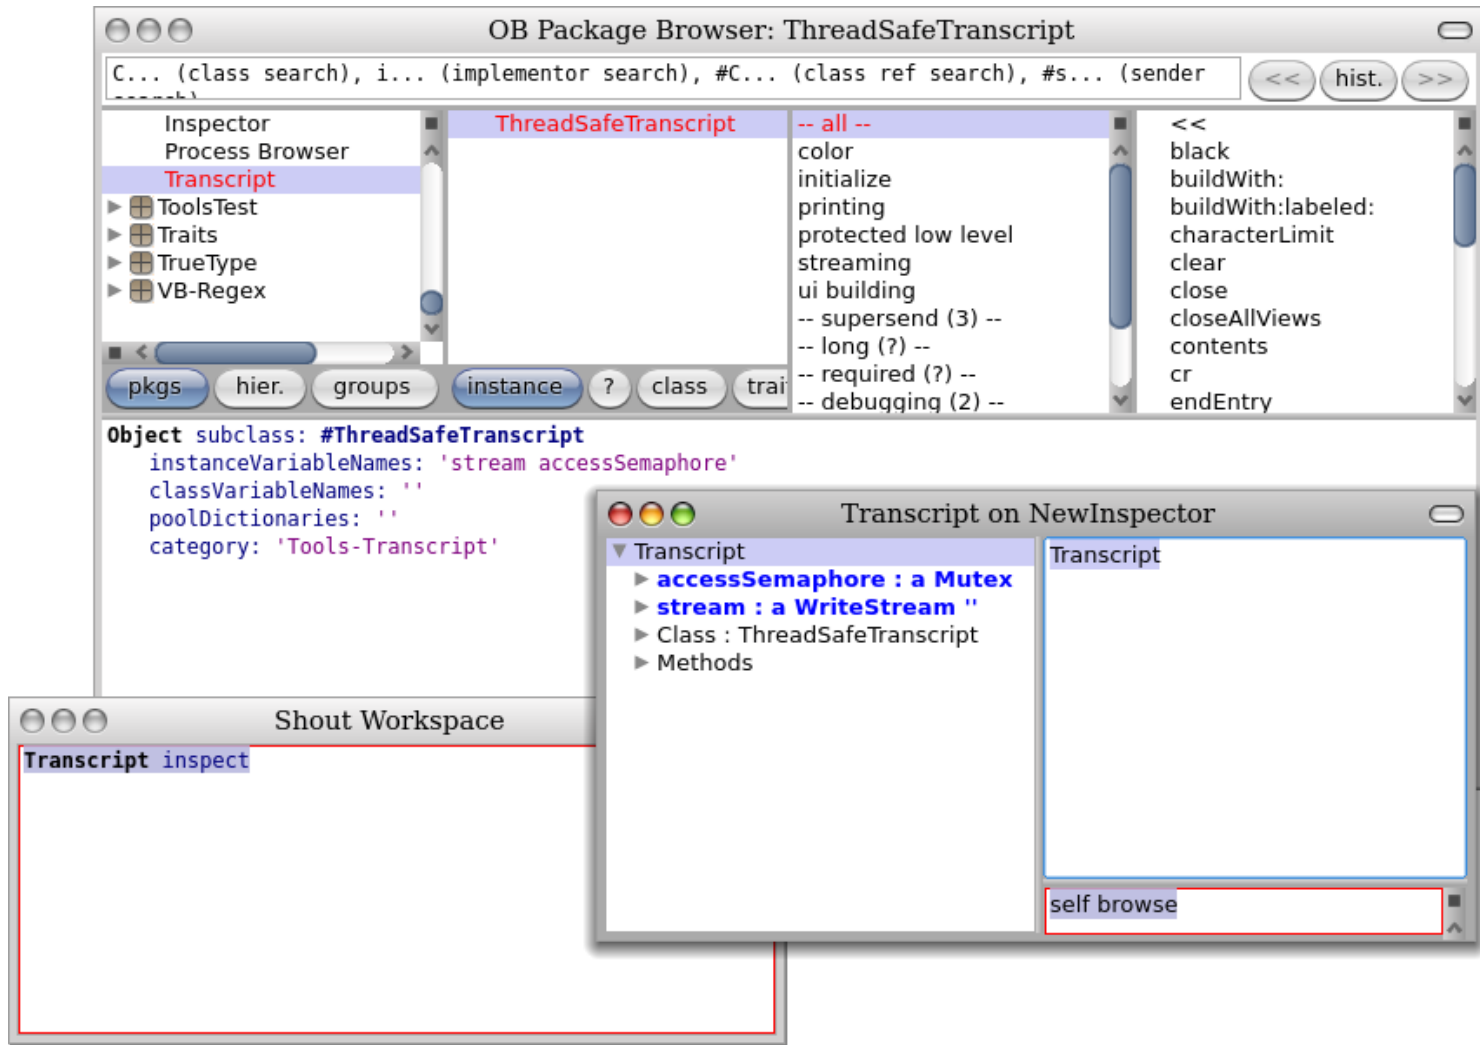 OB Package Browser: ThreadSafeTranscript
C... (class search), i... (implementor search), #C... (class ref search), #s... (sender
search)
<<
hist.
>>
Inspector
Process Browser
Transcript
ToolsTest
Traits
TrueType
VB-Regex
ThreadSafeTranscript
-- all --
color
initialize
printing
protected low level
streaming
ui building
-- supersend (3) --
-- long (?) --
-- required (?) --
-- debugging (2) --
<<
black
buildWith:
buildWith:labeled:
characterLimit
clear
close
closeAllViews
contents
cr
endEntry
pkgs
hier.
groups
instance
?
class
trai
Object subclass: #ThreadSafeTranscript
instanceVariableNames: 'stream accessSemaphore'
classVariableNames: ''
poolDictionaries: ''
category: 'Tools-Transcript'
Transcript on NewInspector
Transcript
accessSemaphore : a Mutex
stream : a WriteStream ''
Class : ThreadSafeTranscript
Methods
Transcript
self browse
Shout Workspace
Transcript inspect